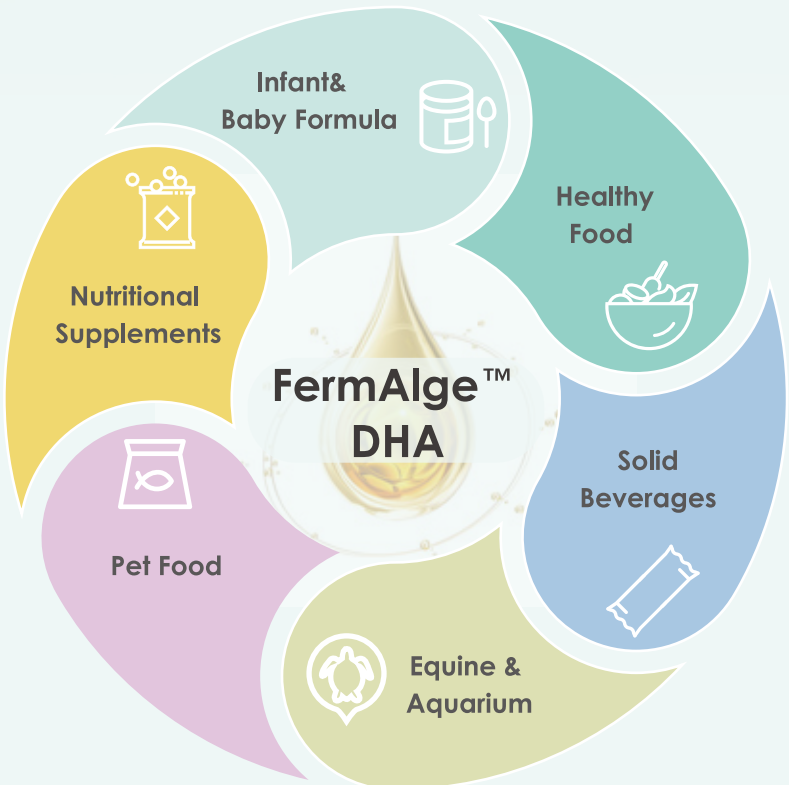 Infant&
Baby Formula
Healthy
Food
Nutritional
Supplements
FermAlge™
DHA
Solid
Beverages
Pet Food
Equine &
Aquarium